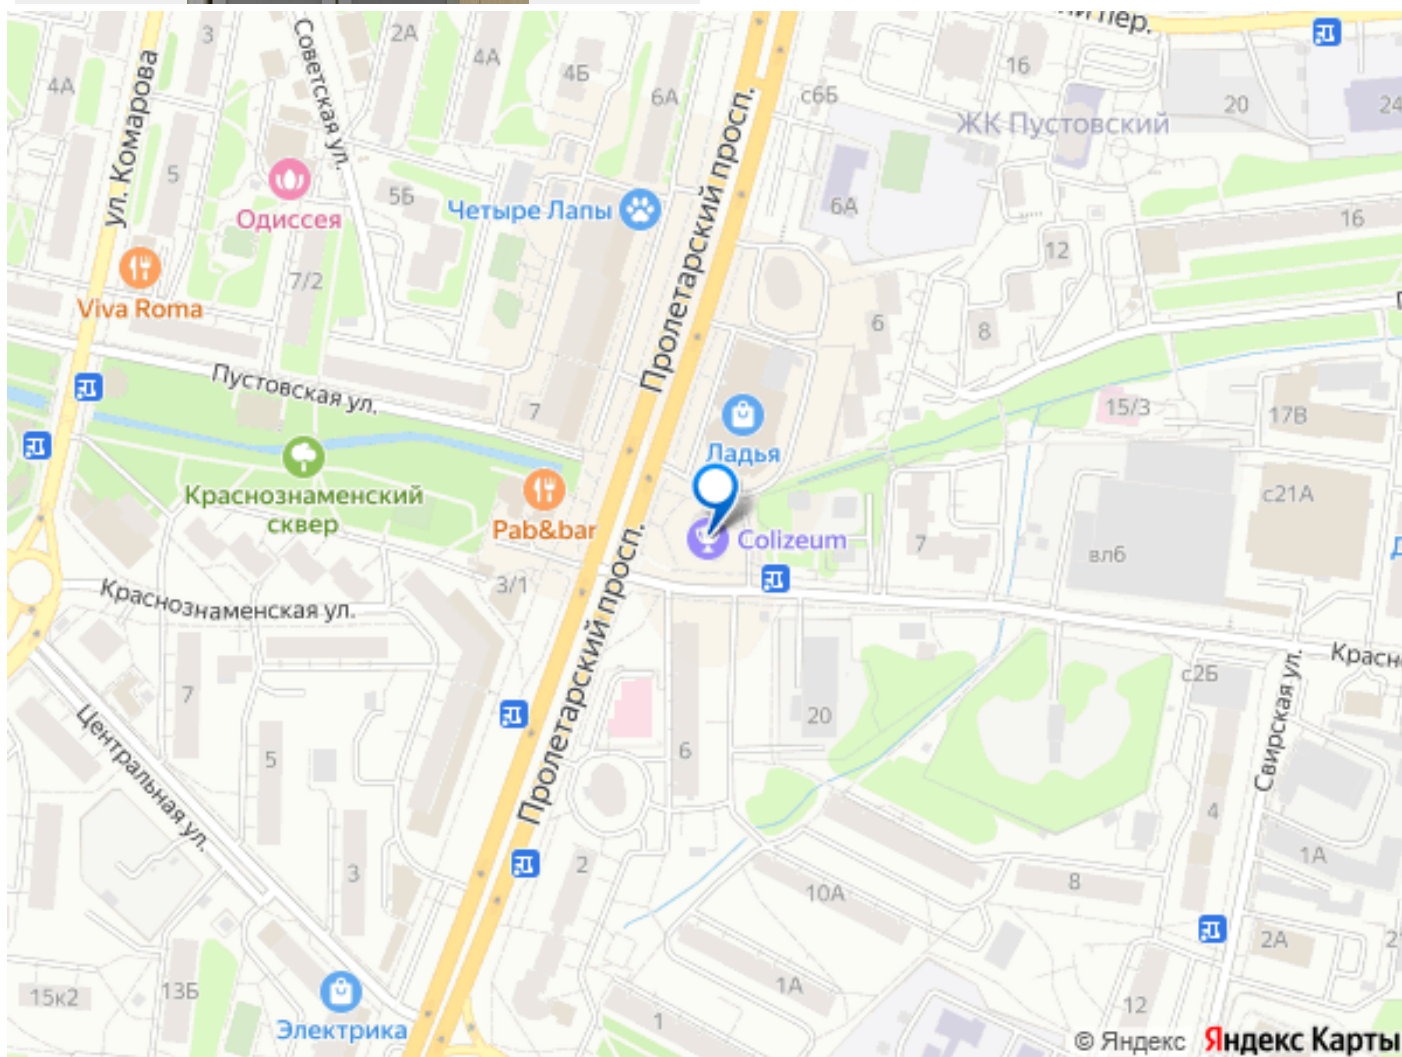 й пер.
3
2А
4А
4А
4Б
6А
с6Б
16
20
24
ул. Комарова
Советская ул.
Пролетарский просп.
ЖК Пустовский
5
Одиссея
5Б
Четыре Лапы
6А
16
12
7/2
Viva Roma
6
8
Пустовская ул.
7
15/3
17В
Ладья
Краснознаменский
сквер
Pab&bar
с21А
Colizeum
7
вл6
3/1
Краснознаменская ул.
Пролетарский просп.
Красн
с2Б
Свирская ул.
7
20
6
5
Центральная ул.
4
3
2
10А
8
1А
2А
15к2
13Б
1А
12
1
Электрика
© Яндекс Яндекс Карты